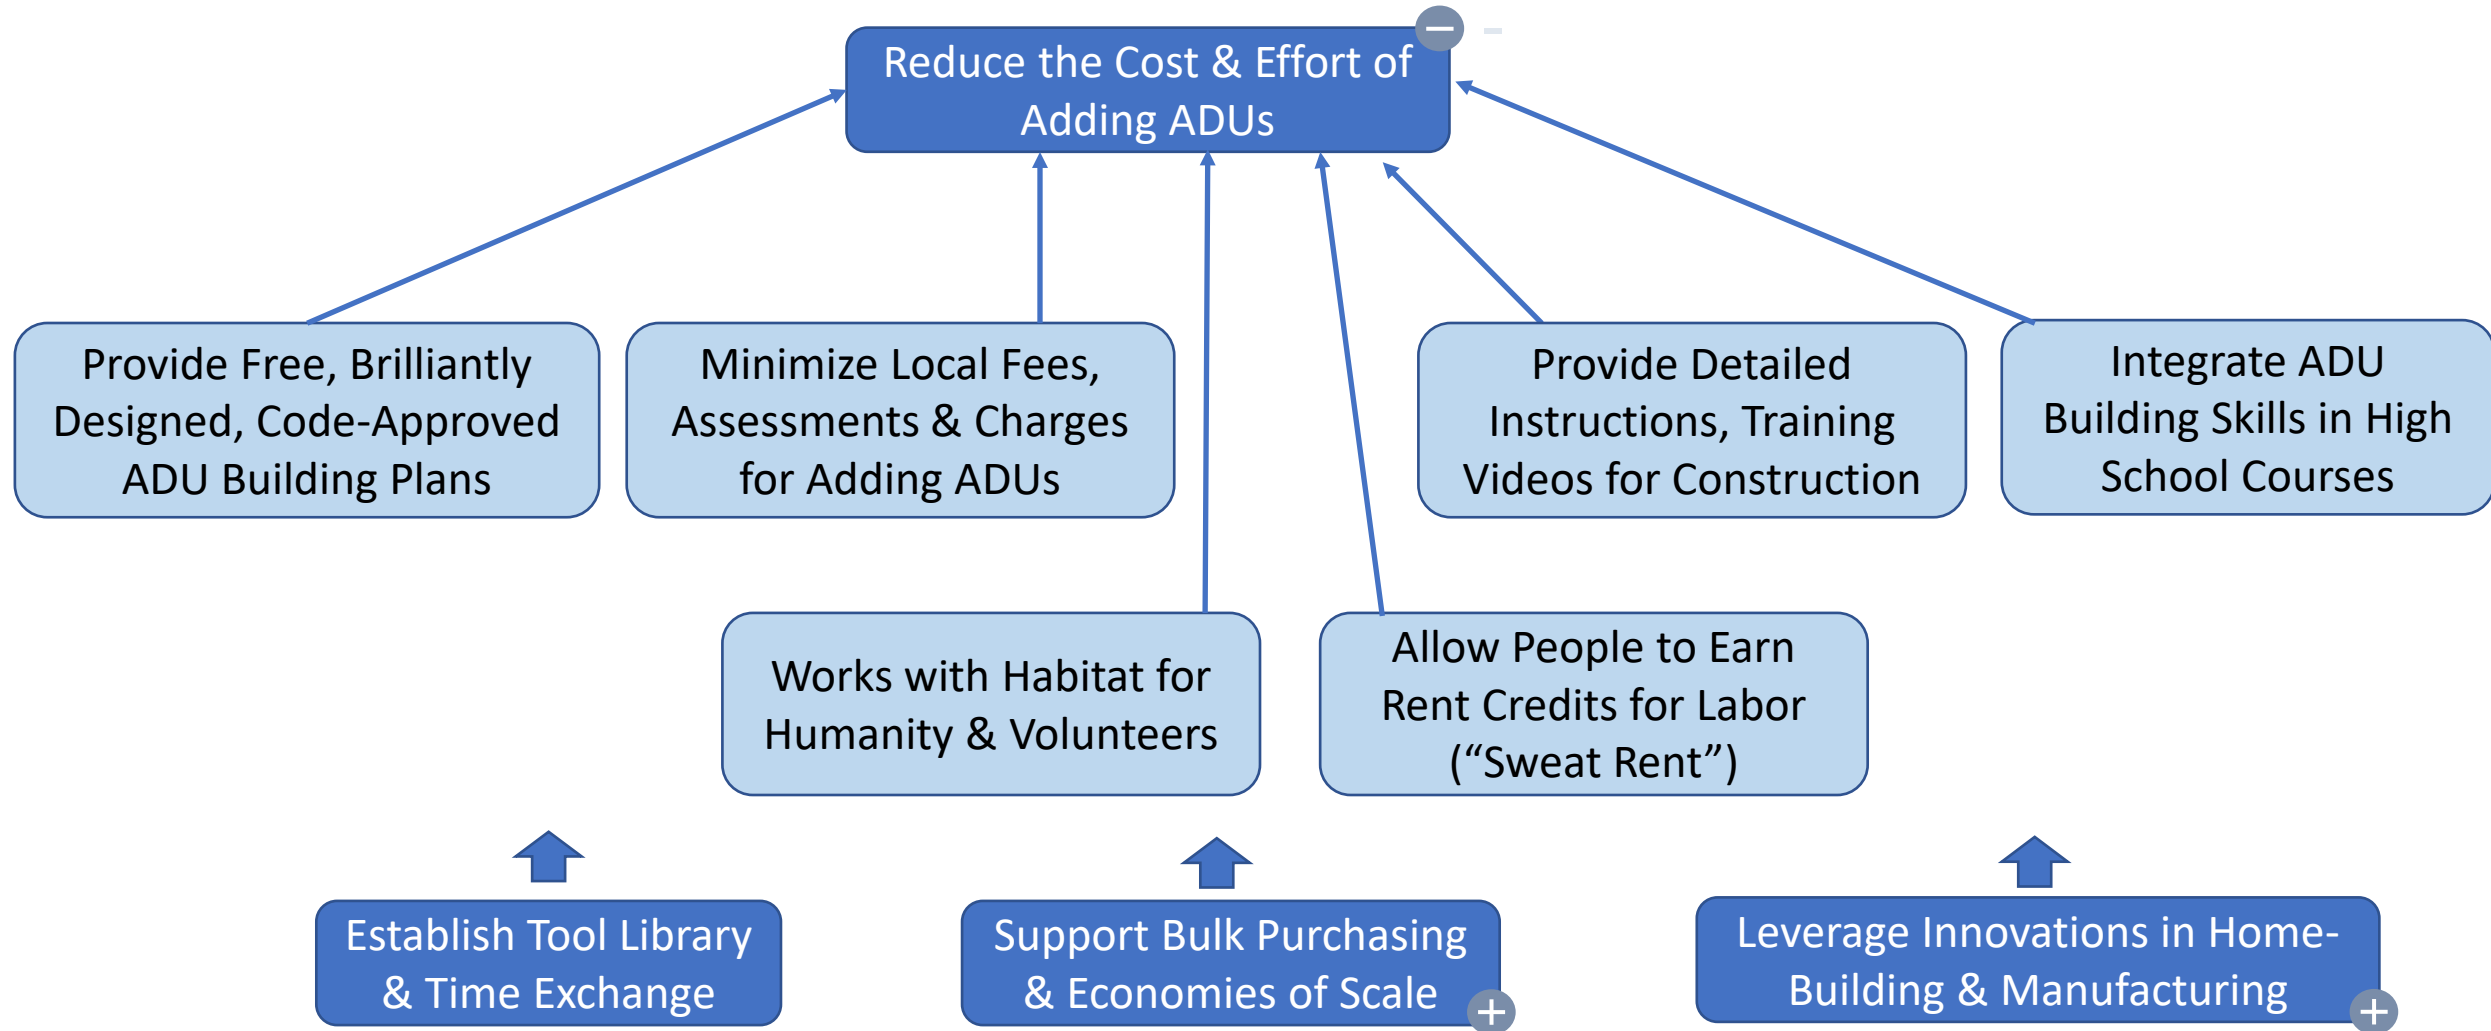 Reduce the Cost & Effort of
Adding ADUs
Provide Free, Brilliantly
Designed, Code-Approved
ADU Building Plans
Minimize Local Fees,
Assessments & Charges
for Adding ADUs
Provide Detailed
Instructions, Training
Videos for Construction
Integrate ADU
Building Skills in High
School Courses
Works with Habitat for
Humanity & Volunteers
Allow People to Earn
Rent Credits for Labor
(“Sweat Rent”)
Establish Tool Library
& Time Exchange
Support Bulk Purchasing
& Economies of Scale
Leverage Innovations in Home-
Building & Manufacturing